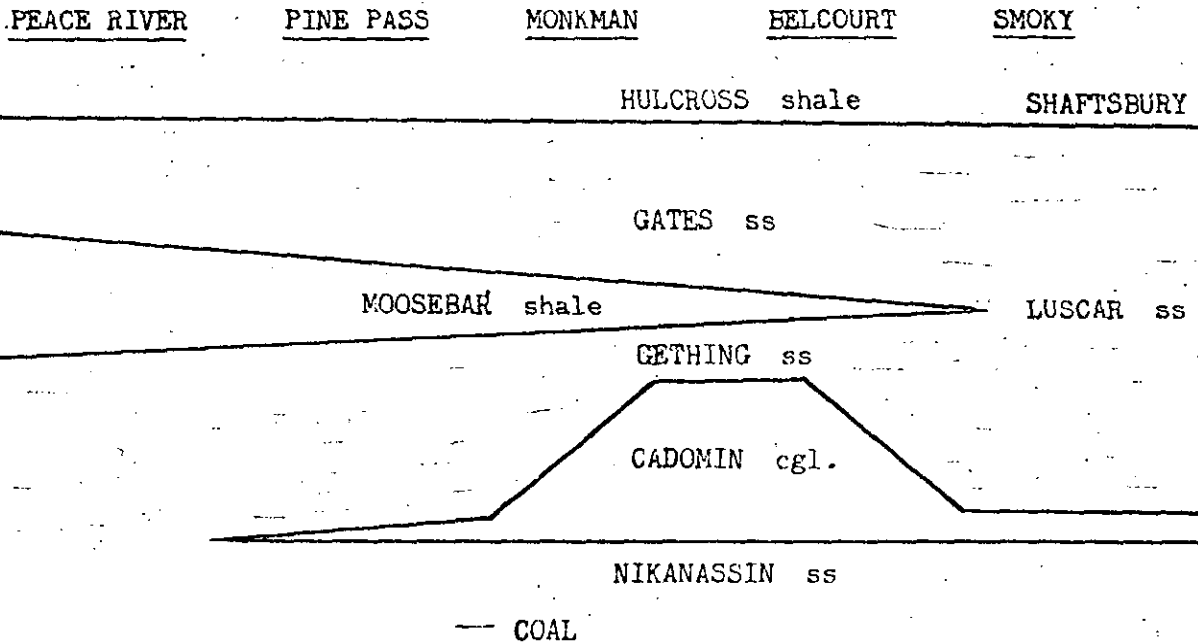 PEACE RIVER PINE PASS MONKMAN BELCOURT SMOKY
HULCROSS shale SHAFTSBURY
GATES ss
MOOSEBAR shale LUSCAR ss
GETHING ss
CADOMIN cgl.
NIKANASSIN ss
— COAL